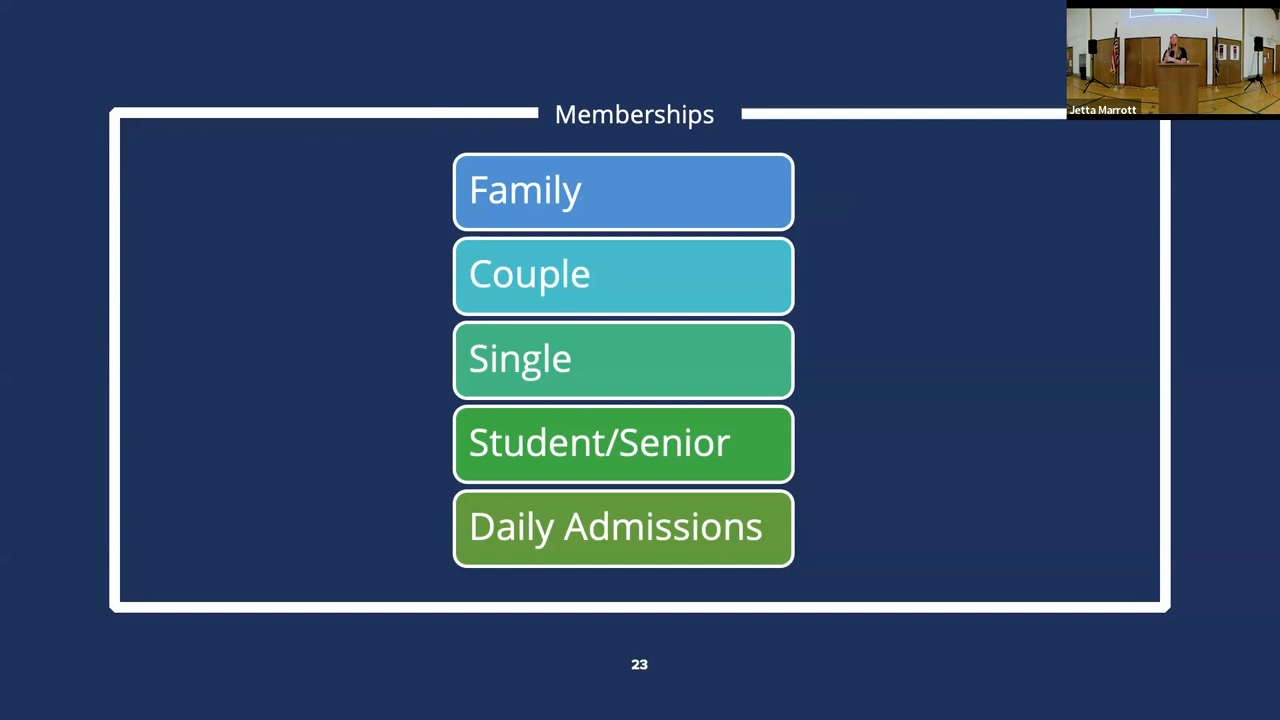 Memberships
Jetta Marrott
Family
Couple
Single
Student/Senior
Daily Admissions
23